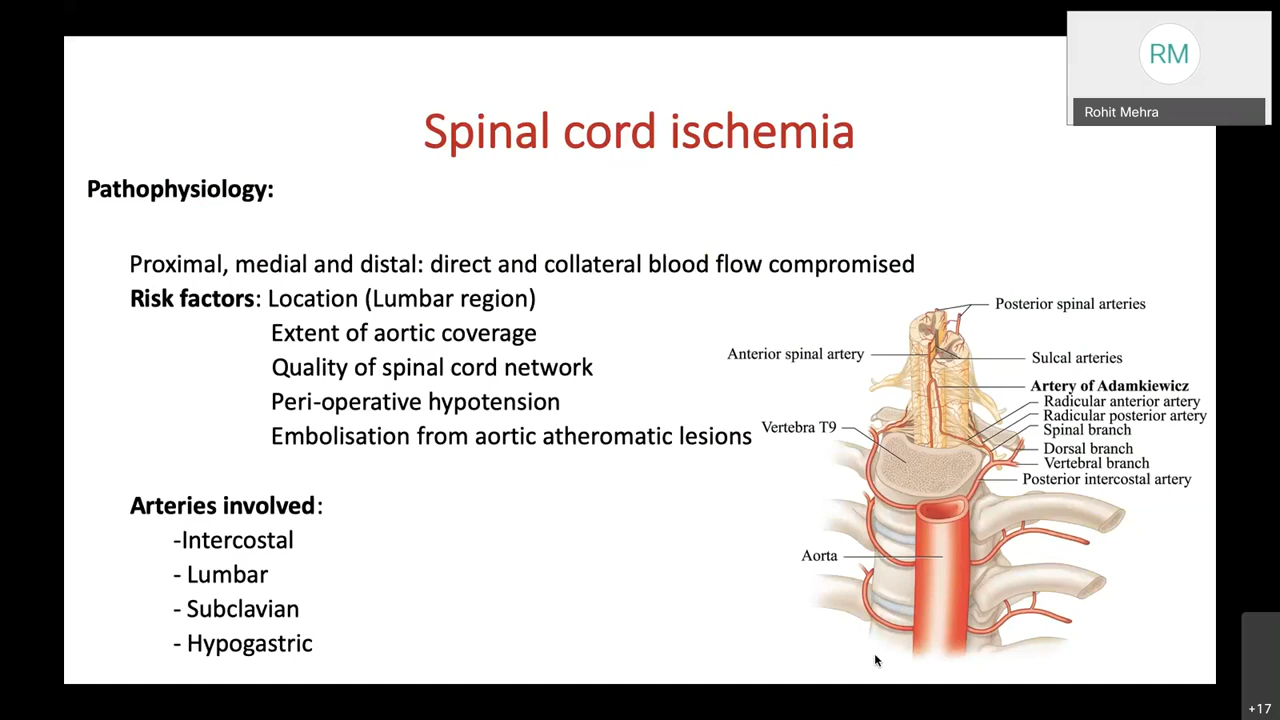 RM
Rohit Mehra
Spinal cord ischemia
Pathophysiology:
Proximal, medial and distal: direct and collateral blood flow compromised
Risk factors: Location (Lumbar region)
Extent of aortic coverage
Quality of spinal cord network
Peri-operative hypotension
Embolisation from aortic atheromatic lesions
Arteries involved:
-Intercostal
- Lumbar
- Subclavian
- Hypogastric
Posterior spinal arteries
Anterior spinal artery
Sulcal arteries
Artery of Adamkiewicz
Radicular anterior artery
Radicular posterior artery
Vertebra T9
Spinal branch
Dorsal branch
Vertebral branch
Posterior intercostal artery
Aorta
+17